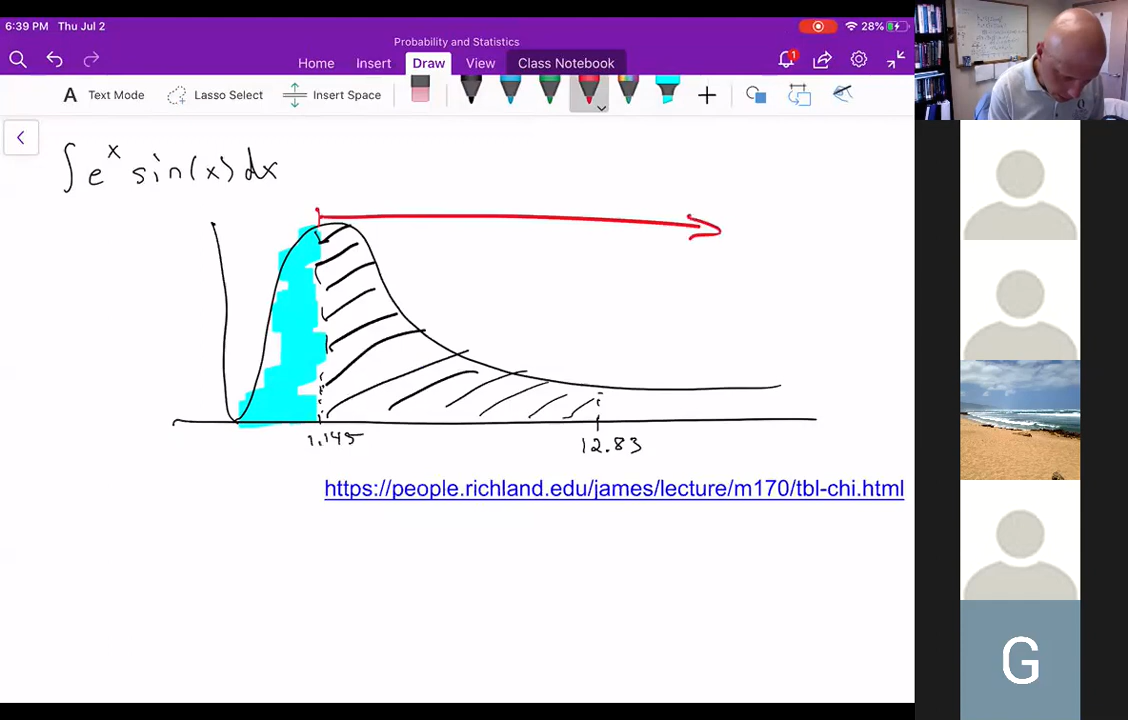 6:39 PM Thu Jul 2
28%
Probability and Statistics
Home Insert Draw View Class Notebook
1
A Text Mode Lasso Select Insert Space
∫ e^x sin(x) dx
1.145
12.83
https://people.richland.edu/james/lecture/m170/tbl-chi.html
G